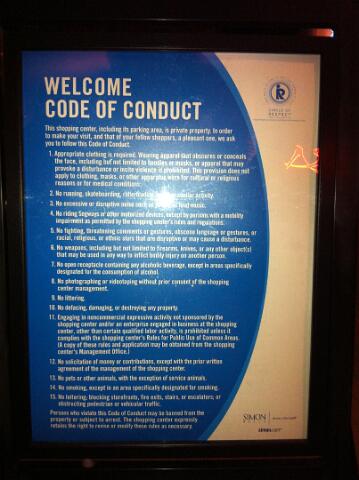 WELCOME
CODE OF CONDUCT
This shopping center, including its parking area, is private property. In order
to make your visit, and that of your fellow shoppers, a pleasant one, we ask
you to follow this Code of Conduct.
1. Appropriate clothing is required. Wearing apparel that obscures or conceals
the face, including but not limited to hoodies or masks, or apparel that may
provoke a disturbance or incite violence is prohibited. This provision does not
apply to clothing, masks, or other apparatus worn for cultural or religious
reasons or for medical conditions.
2. No running, skateboarding, rollerblading or similar activity.
3. No disruptive noise such as loud music.
4. No riding Segways or other motorized devices, except by persons with a mobility
impairment as permitted by the shopping center's rules and regulations.
5. No fighting, threatening comments or gestures, obscene language or gestures, or
racial, religious, or ethnic slurs that are disruptive or may cause a disturbance.
6. No weapons, including but not limited to firearms, knives, or any other object(s)
that may be used in any way to inflict bodily injury on another person.
7. No open receptacle containing any alcoholic beverage, except in areas specifically
designated for the consumption of alcohol.
8. No photographing or videotaping without prior consent of the shopping
center management.
9. No littering.
10. No defacing, damaging, or destroying any property.
11. Engaging in noncommercial expressive activity not sponsored by the
shopping center and/or an enterprise engaged in business at the shopping
center, other than certain qualified labor activity, is prohibited unless it
complies with the shopping center's Rules for Public Use of Common Areas.
(A copy of these rules and application may be obtained from the shopping
center's Management Office.)
12. No solicitation of money or contributions, except with the prior written
agreement of the management of the shopping center.
13. No pets or other animals, with the exception of service animals.
14. No smoking, except in an area specifically designated for smoking.
15. No loitering, blocking storefronts, fire exits, stairs, or escalators; or
obstructing pedestrian or vehicular traffic.
Persons who violate this Code of Conduct may be banned from the
property or subject to arrest. The shopping center expressly
retains the right to revise or modify these rules as necessary.
R
CIRCLE OF
RESPECT
SIMON